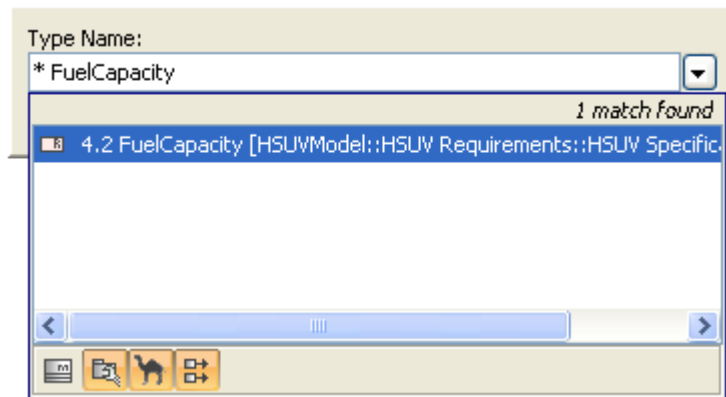 Type Name:
* FuelCapacity
1 match found
R 4.2 FuelCapacity [HSUVModel::HSUV Requirements::HSUV Specific
m